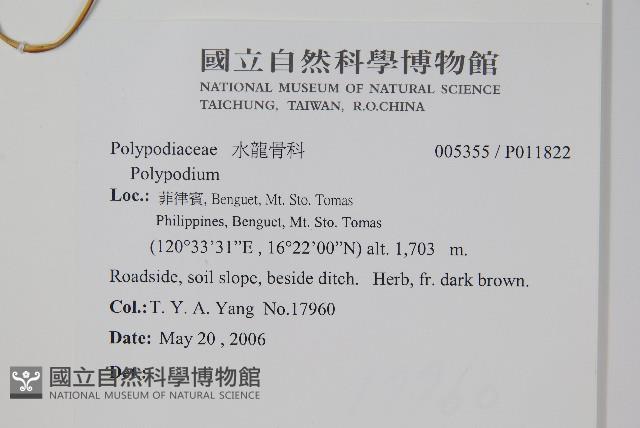 國立自然科學博物館
NATIONAL MUSEUM OF NATURAL SCIENCE
TAICHUNG, TAIWAN, R.O.CHINA
Polypodiaceae 水龍骨科 005355 / P011822
Polypodium
Loc.: 菲律賓, Benguet, Mt. Sto. Tomas
Philippines, Benguet, Mt. Sto. Tomas
(120°33’31”E , 16°22’00”N) alt. 1,703 m.
Roadside, soil slope, beside ditch. Herb, fr. dark brown.
Col.: T. Y. A. Yang No.17960
Date: May 20 , 2006
Det.:
國立自然科學博物館
NATIONAL MUSEUM OF NATURAL SCIENCE